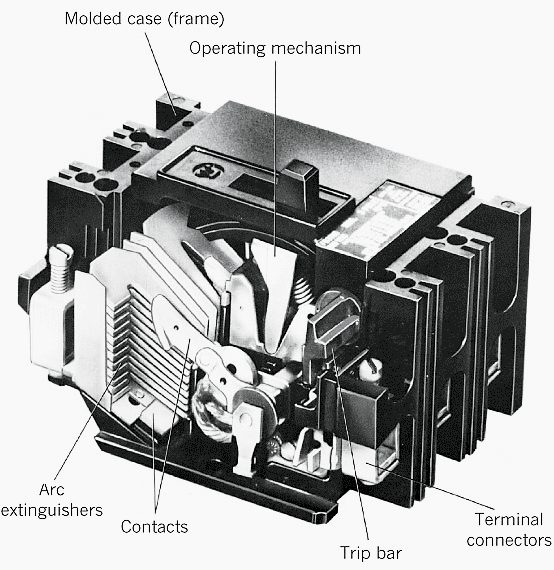 Molded case (frame)
Operating mechanism
Arc
extinguishers
Contacts
Trip bar
Terminal
connectors